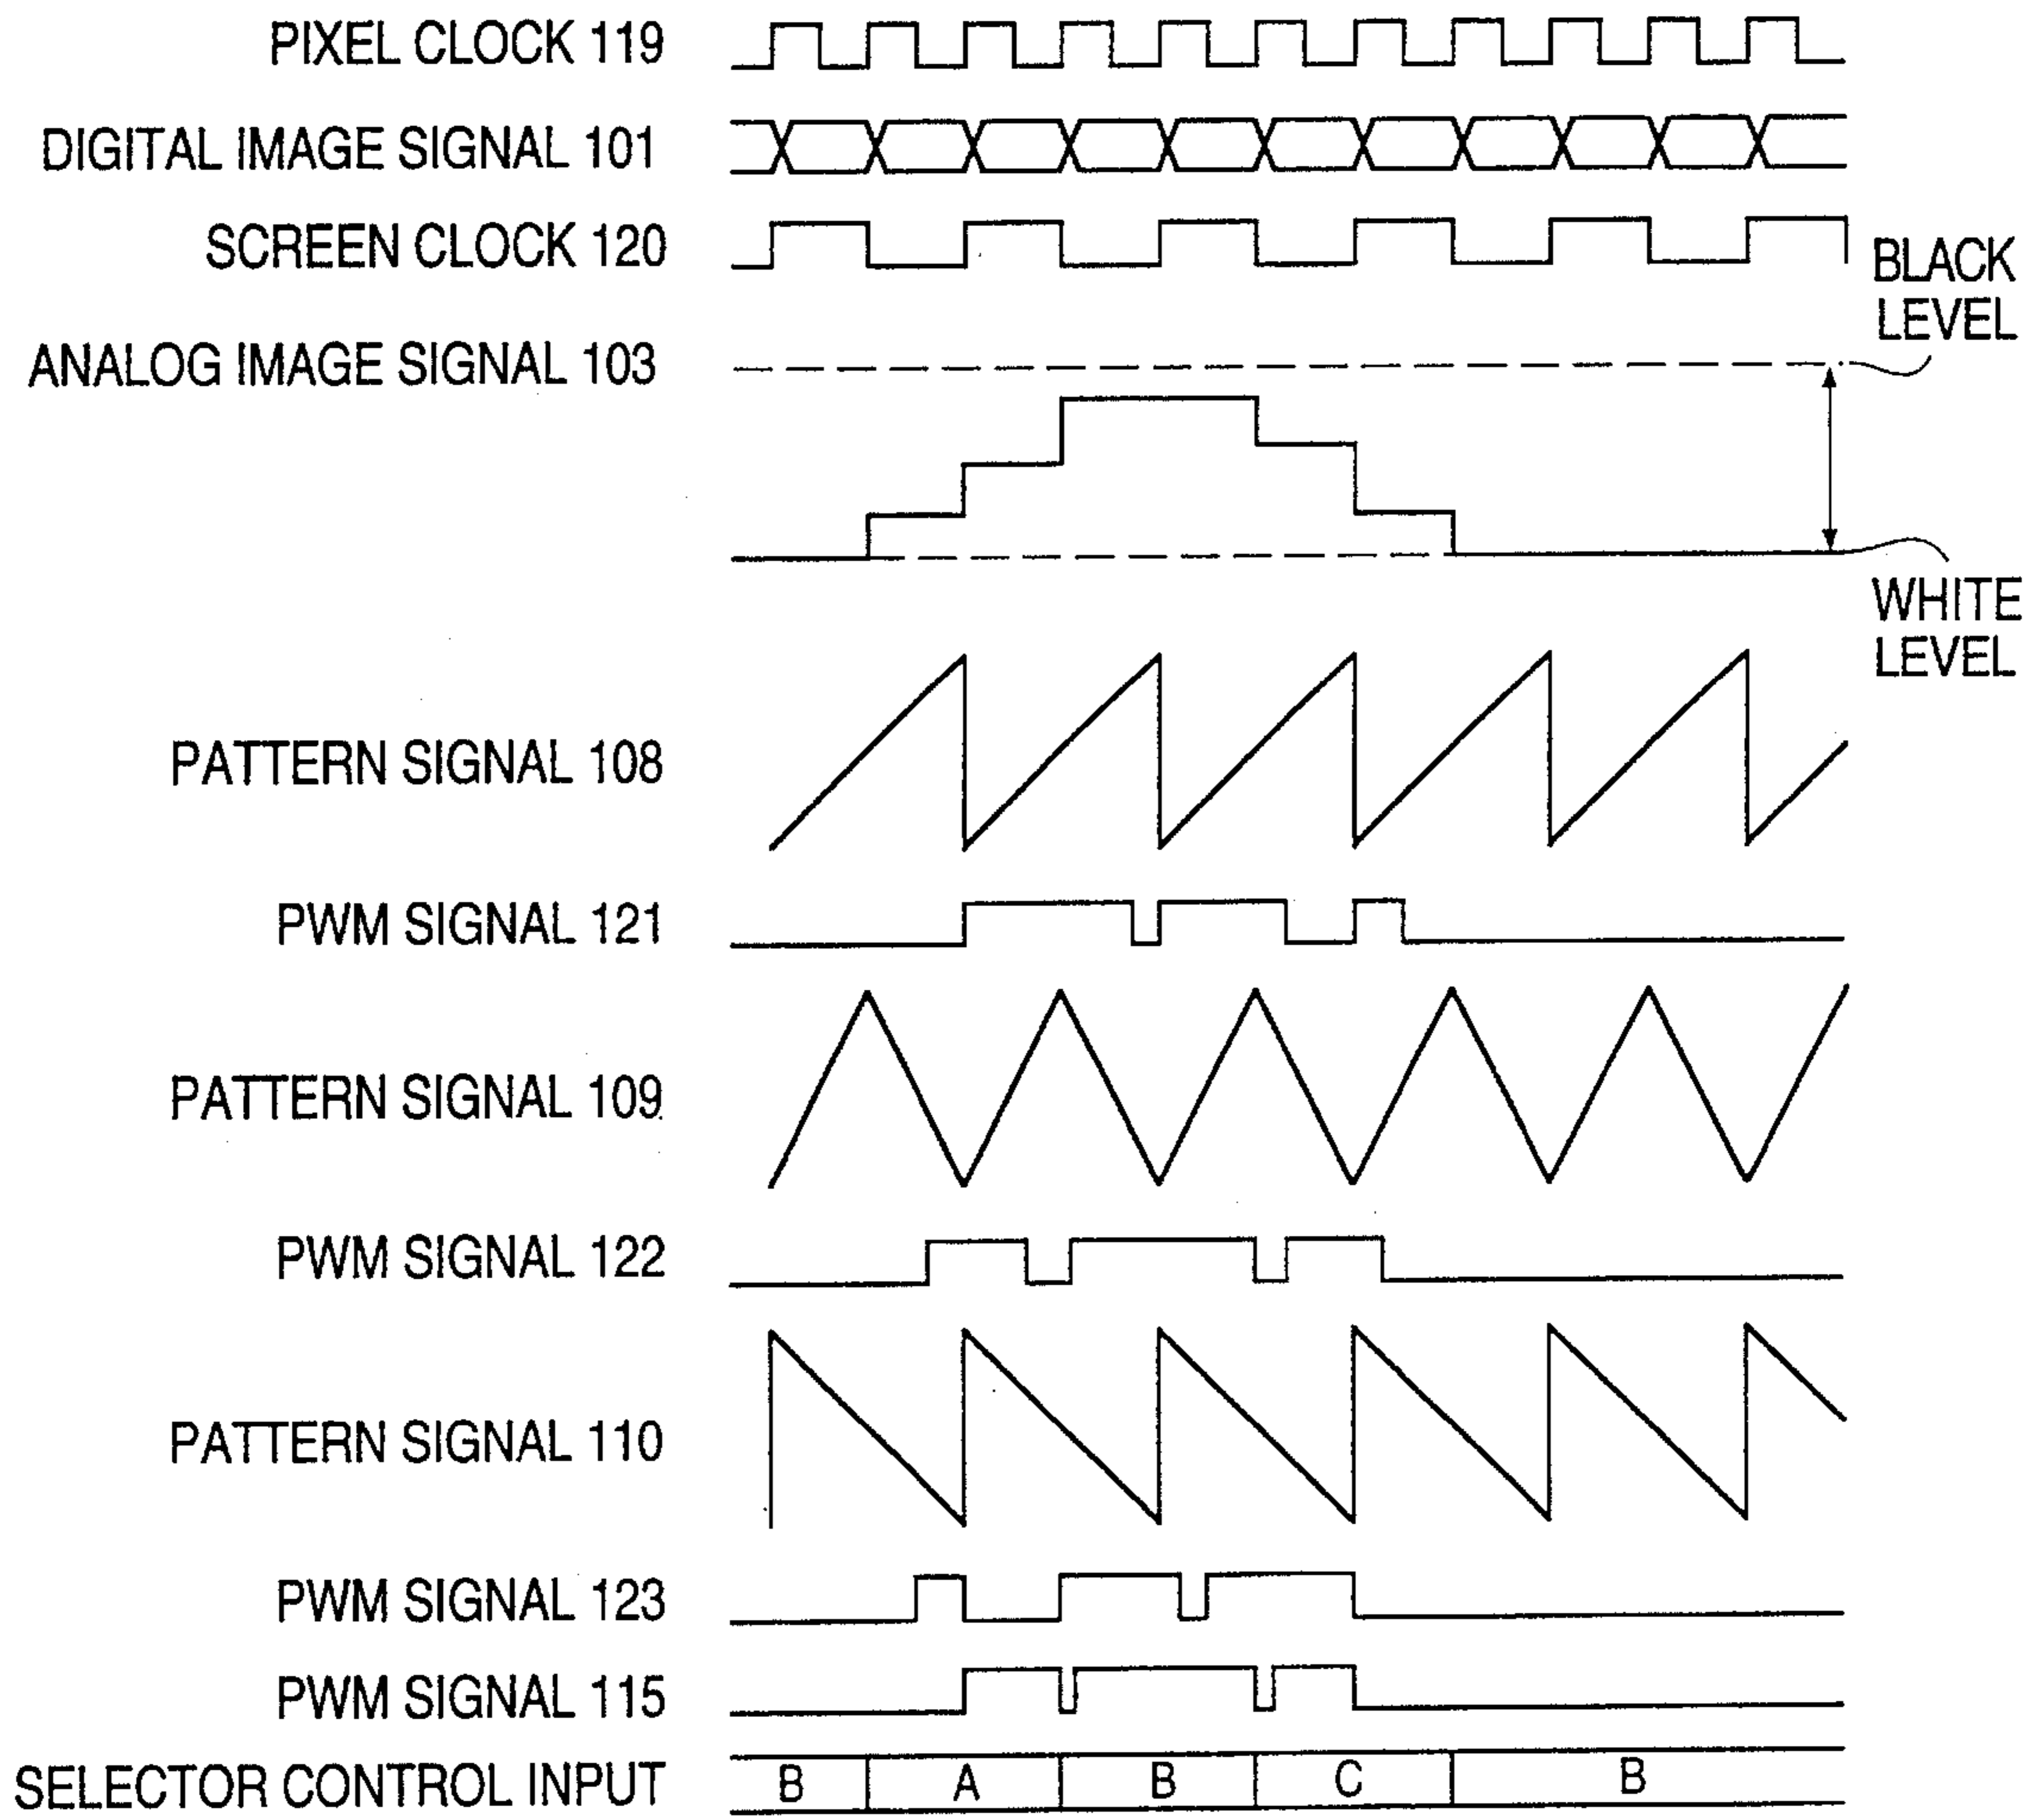 PIXEL CLOCK 119
DIGITAL IMAGE SIGNAL 101
SCREEN CLOCK 120
BLACK
LEVEL
ANALOG IMAGE SIGNAL 103
WHITE
LEVEL
PATTERN SIGNAL 108
PWM SIGNAL 121
PATTERN SIGNAL 109
PWM SIGNAL 122
PATTERN SIGNAL 110
PWM SIGNAL 123
PWM SIGNAL 115
SELECTOR CONTROL INPUT B A B C B